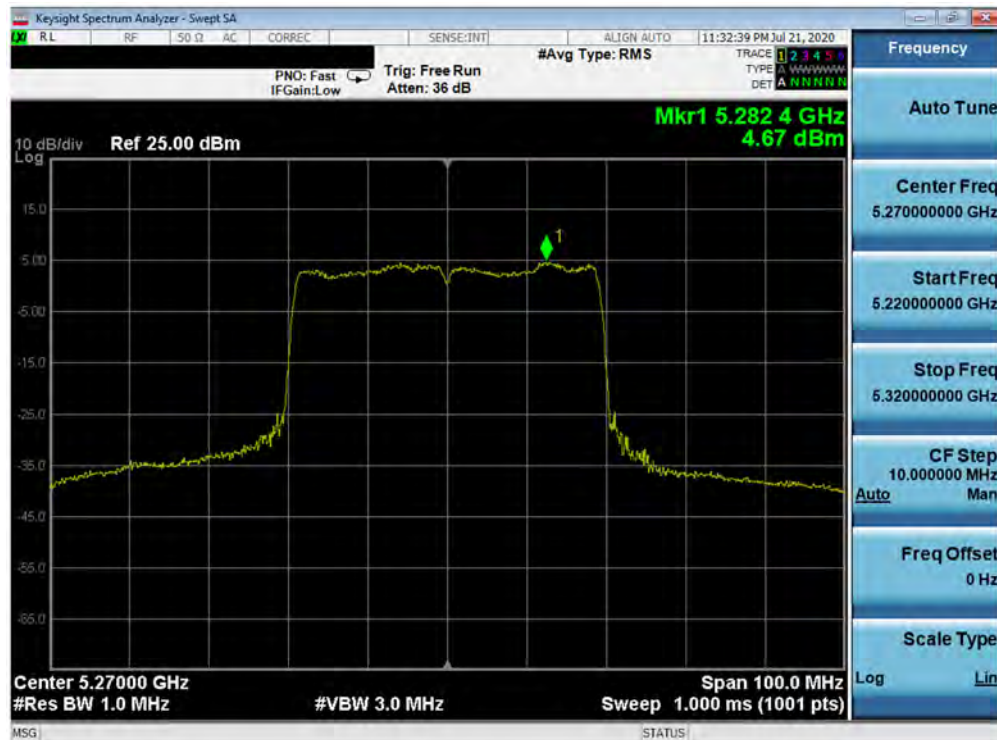 Keysight Spectrum Analyzer - Swept SA
LXI RL RF 50 Ω AC CORREC SENSE:INT ALIGN AUTO 11:32:39 PM Jul 21, 2020
#Avg Type: RMS
TRACE 1 2 3 4 5 6
PNO: Fast Trig: Free Run
TYPE A WWWWW
IFGain:Low Atten: 36 dB
DET A N N N N N
Mkr1 5.282 4 GHz
4.67 dBm
10 dB/div Ref 25.00 dBm
Log
15.0
5.00
-5.00
-15.0
-25.0
-35.0
-45.0
-55.0
-65.0
1
Center 5.27000 GHz Span 100.0 MHz
#Res BW 1.0 MHz #VBW 3.0 MHz Sweep 1.000 ms (1001 pts)
MSG STATUS
Frequency
Auto Tune
Center Freq
5.270000000 GHz
Start Freq
5.220000000 GHz
Stop Freq
5.320000000 GHz
CF Step
10.000000 MHz
Auto Man
Freq Offset
0 Hz
Scale Type
Log Lin